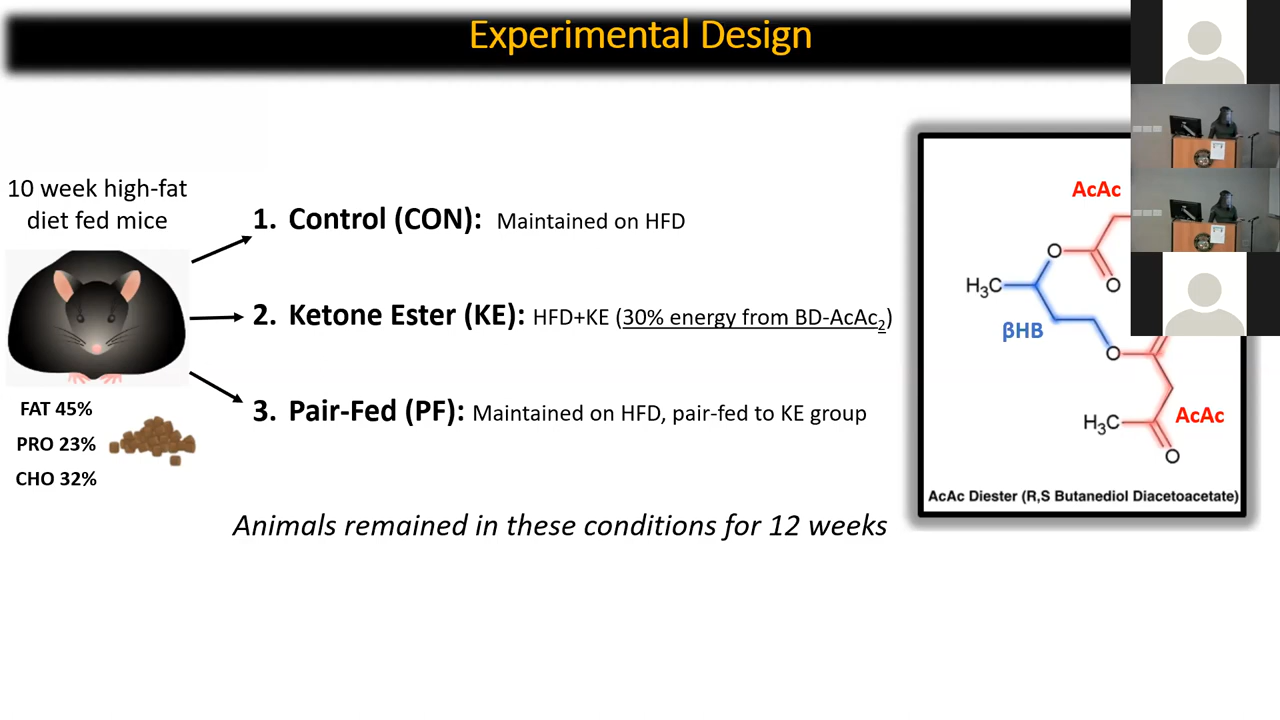 Experimental Design
10 week high-fat
diet fed mice
FAT 45%
PRO 23%
CHO 32%
1. Control (CON): Maintained on HFD
2. Ketone Ester (KE): HFD+KE (30% energy from BD-AcAc2)
3. Pair-Fed (PF): Maintained on HFD, pair-fed to KE group
Animals remained in these conditions for 12 weeks
AcAc
O
H3C
O
βHB
O
H3C
AcAc
O
AcAc Diester (R,S Butanediol Diacetoacetate)